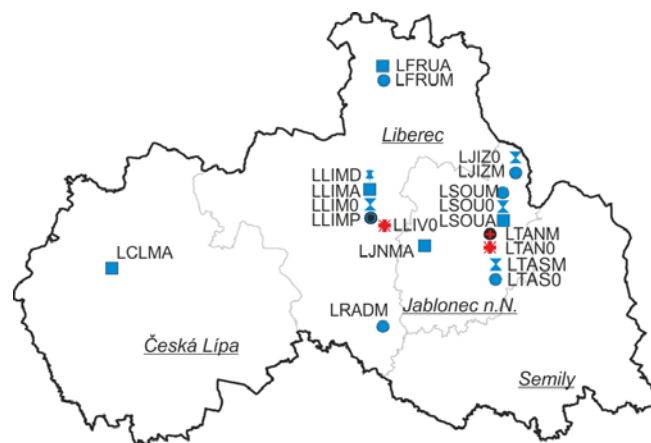 LFRUA
LFRUM
Liberec
LJIZ0
LJIZM
LLIMD
LLIMA
LLIM0
LLIMP
LSOUM
LSOU0
LSOUA
LLIV0
LTANM
LJNMA
LTAN0
LCLMA
LTASM
LTAS0
LRADM
Jablonec n.N.
Česká Lípa
Semily